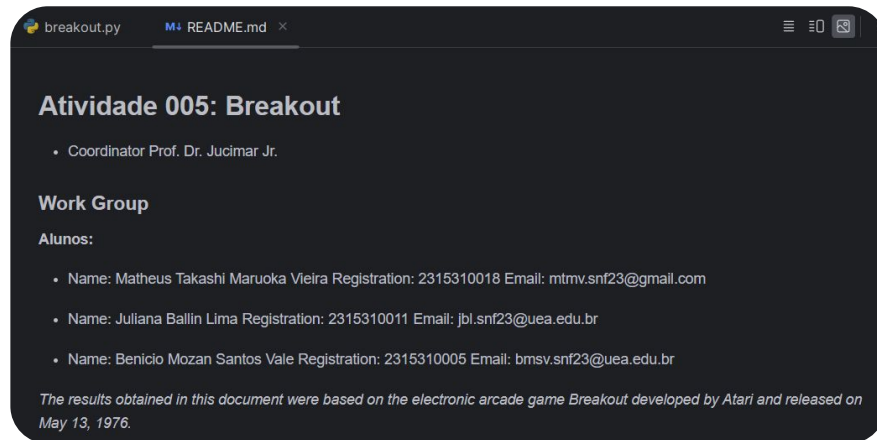 breakout.py
M↓ README.md ×
Atividade 005: Breakout
• Coordinator Prof. Dr. Jucimar Jr.
Work Group
Alunos:
• Name: Matheus Takashi Maruoka Vieira Registration: 2315310018 Email: mtmv.snf23@gmail.com
• Name: Juliana Ballin Lima Registration: 2315310011 Email: jbl.snf23@uea.edu.br
• Name: Benicio Mozan Santos Vale Registration: 2315310005 Email: bmsv.snf23@uea.edu.br
The results obtained in this document were based on the electronic arcade game Breakout developed by Atari and released on
May 13, 1976.